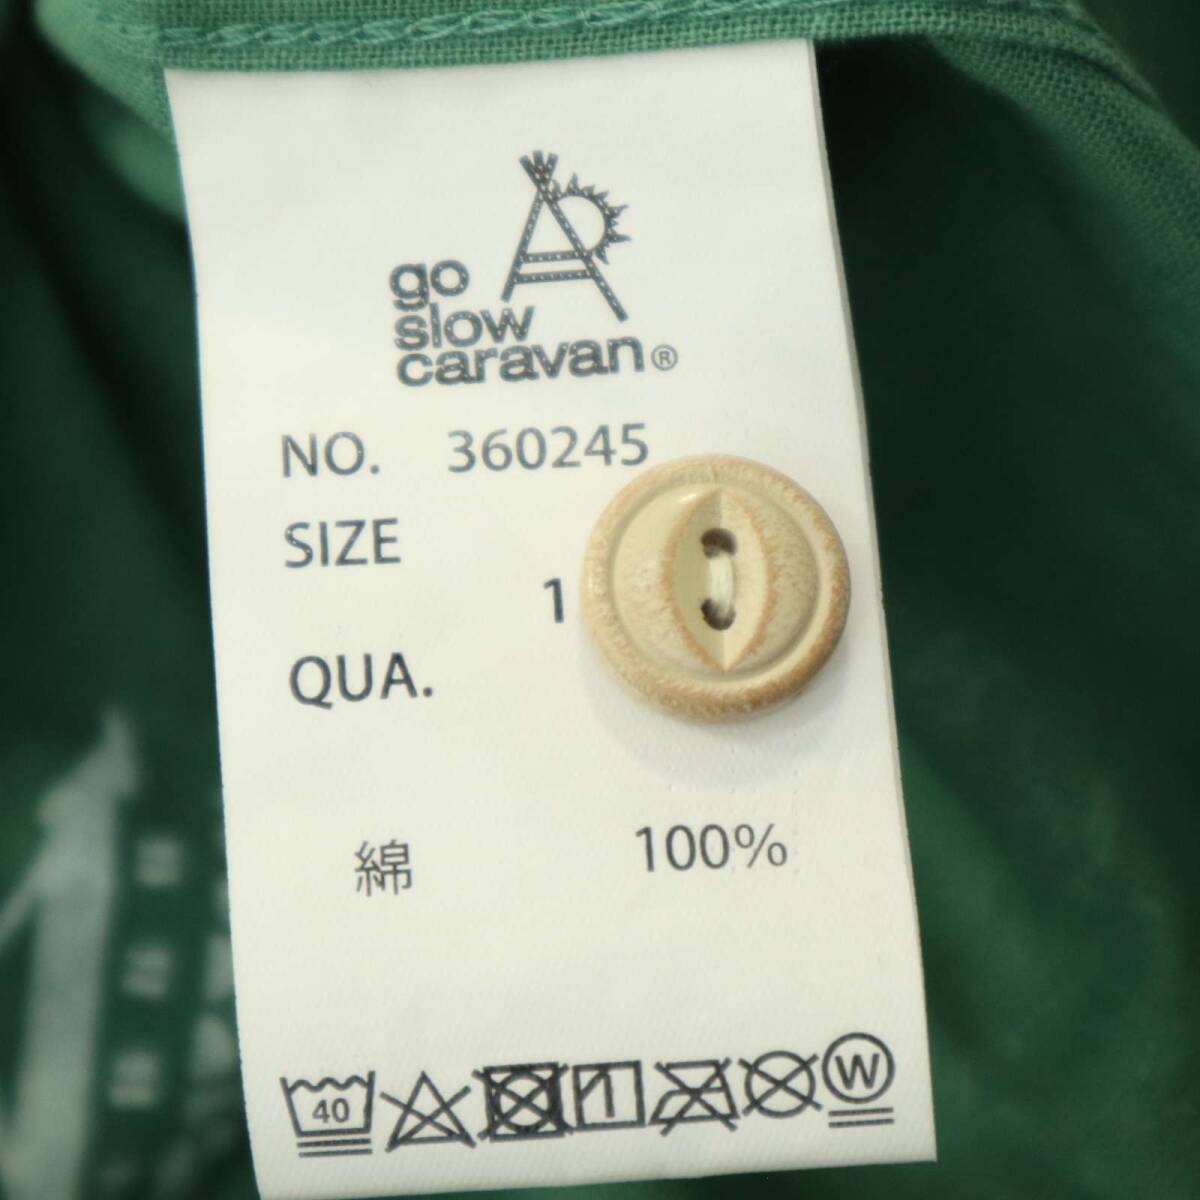 go
slow
caravan®
NO. 360245
SIZE
1
QUA.
綿 100%
40 W